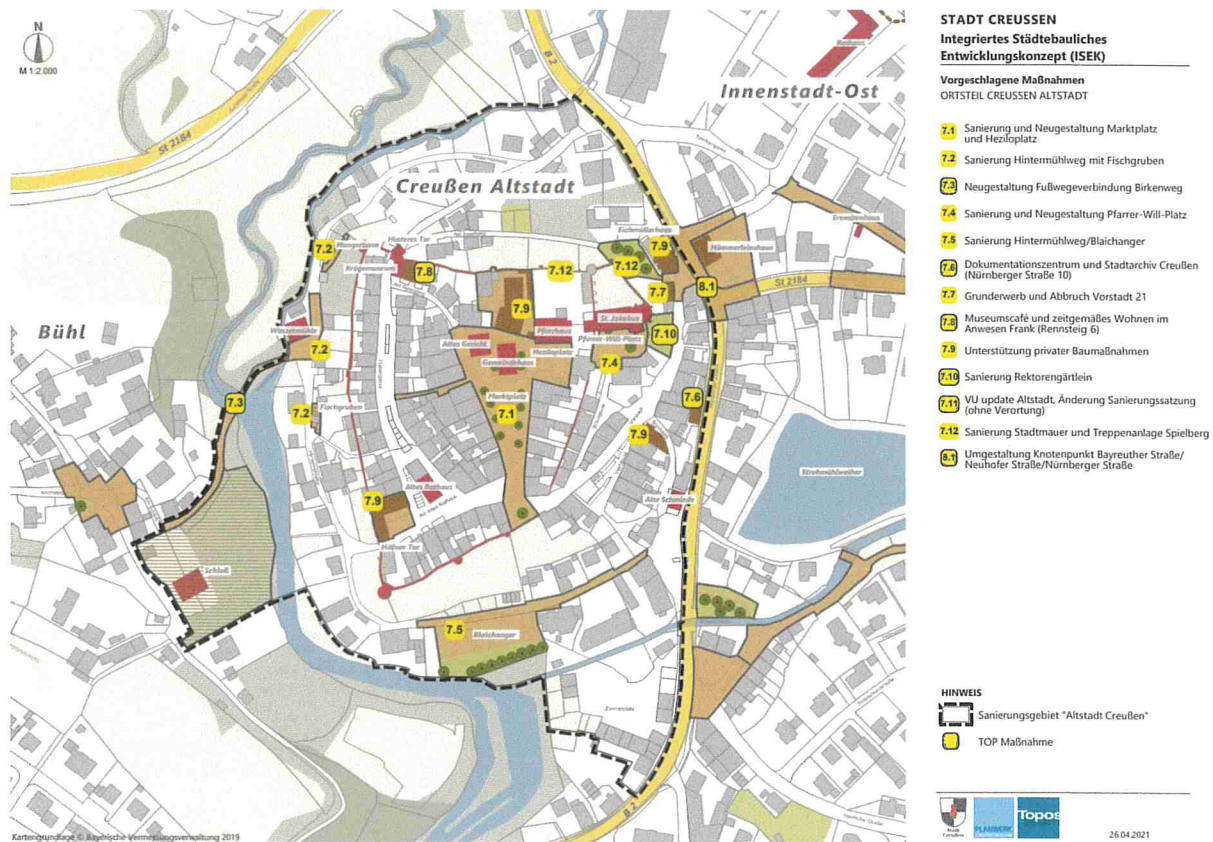 N
M 1:2.000
St 2184
B 2
Rathaus
Innenstadt-Ost
Creußen Altstadt
Eremitenhaus
Eichmüllerhaus
Hämmerleinhaus
7.2
Hungerturm
Hinteres Tor
Krügemuseum
7.8
7.12
7.12
7.9
8.1
St 2184
7.7
7.9
Bühl
Wassermühle
7.2
Altes Gericht
Pfarrhaus
St. Jakobus
Pfarrer-Will-Platz
7.10
Heziloplatz
Gemeindehaus
7.4
7.3
7.2
Fischgruben
Marktplatz
7.1
7.6
7.9
Strohmühlweiher
Altes Rathaus
7.9
Alte Schmiede
Häfner Tor
Schloß
7.5
Bleichanger
B 2
Kartengrundlage © Bayerische Vermessungsverwaltung 2019
STADT CREUSSEN
Integriertes Städtebauliches
Entwicklungskonzept (ISEK)
Vorgeschlagene Maßnahmen
ORTSTEIL CREUSSEN ALTSTADT
7.1 Sanierung und Neugestaltung Marktplatz
und Heziloplatz
7.2 Sanierung Hintermühlweg mit Fischgruben
7.3 Neugestaltung Fußwegeverbindung Birkenweg
7.4 Sanierung und Neugestaltung Pfarrer-Will-Platz
7.5 Sanierung Hintermühlweg/Blaichanger
7.6 Dokumentationszentrum und Stadtarchiv Creußen
(Nürnberger Straße 10)
7.7 Grunderwerb und Abbruch Vorstadt 21
7.8 Museumscafé und zeitgemäßes Wohnen im
Anwesen Frank (Rennsteig 6)
7.9 Unterstützung privater Baumaßnahmen
7.10 Sanierung Rektorengärtlein
7.11 VU update Altstadt, Änderung Sanierungssatzung
(ohne Verortung)
7.12 Sanierung Stadtmauer und Treppenanlage Spielberg
8.1 Umgestaltung Knotenpunkt Bayreuther Straße/
Neuhofer Straße/Nürnberger Straße
HINWEIS
Sanierungsgebiet "Altstadt Creußen"
TOP Maßnahme
Stadt
Creußen
PLANWERK
Topos
26.04.2021